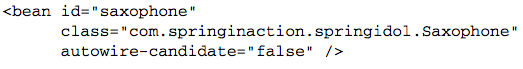 <bean id="saxophone"
      class="com.springinaction.springidol.Saxophone"
      autowire-candidate="false" />